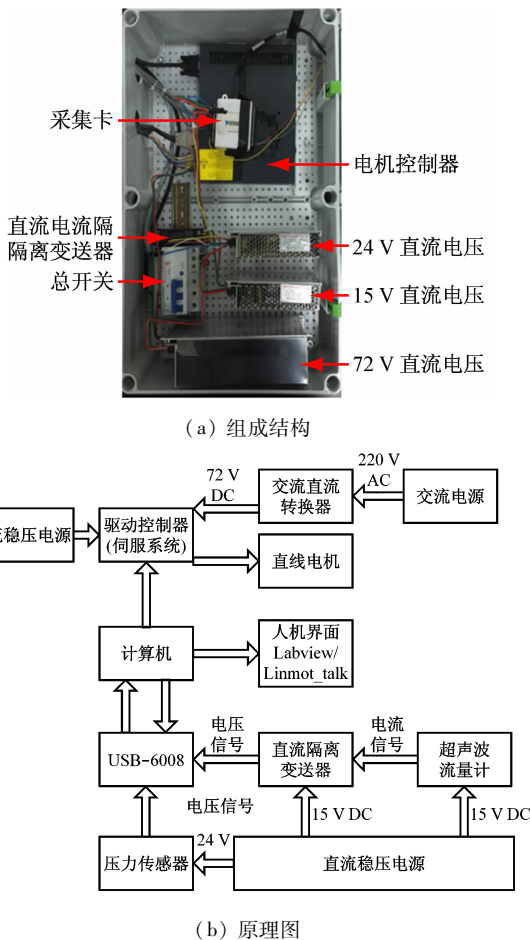 采集卡
电机控制器
直流电流隔
隔离变送器
总开关
24 V 直流电压
15 V 直流电压
72 V 直流电压
(a) 组成结构
220 V
AC
72 V
DC
交流直流
转换器
交流电源
流稳压电源
驱动控制器
(伺服系统)
直线电机
计算机
人机界面
Labview/
Linmot_talk
电压
信号
电流
信号
USB-6008
直流隔离
变送器
超声波
流量计
电压信号
15 V DC
15 V DC
24 V
压力传感器
直流稳压电源
(b) 原理图